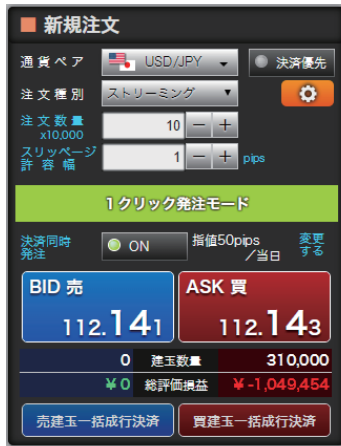 新規注文
通貨ペア USD/JPY 決済優先
注文種別 ストリーミング
注文数量 x10,000 10 − +
スリッページ許容幅 1 − + pips
1クリック発注モード
決済同時発注 ON 指値50pips/当日 変更する
BID 売 ASK 買
112.141 112.143
0 建玉数量 310,000
¥0 総評価損益 ¥-1,049,454
売建玉一括成行決済 買建玉一括成行決済